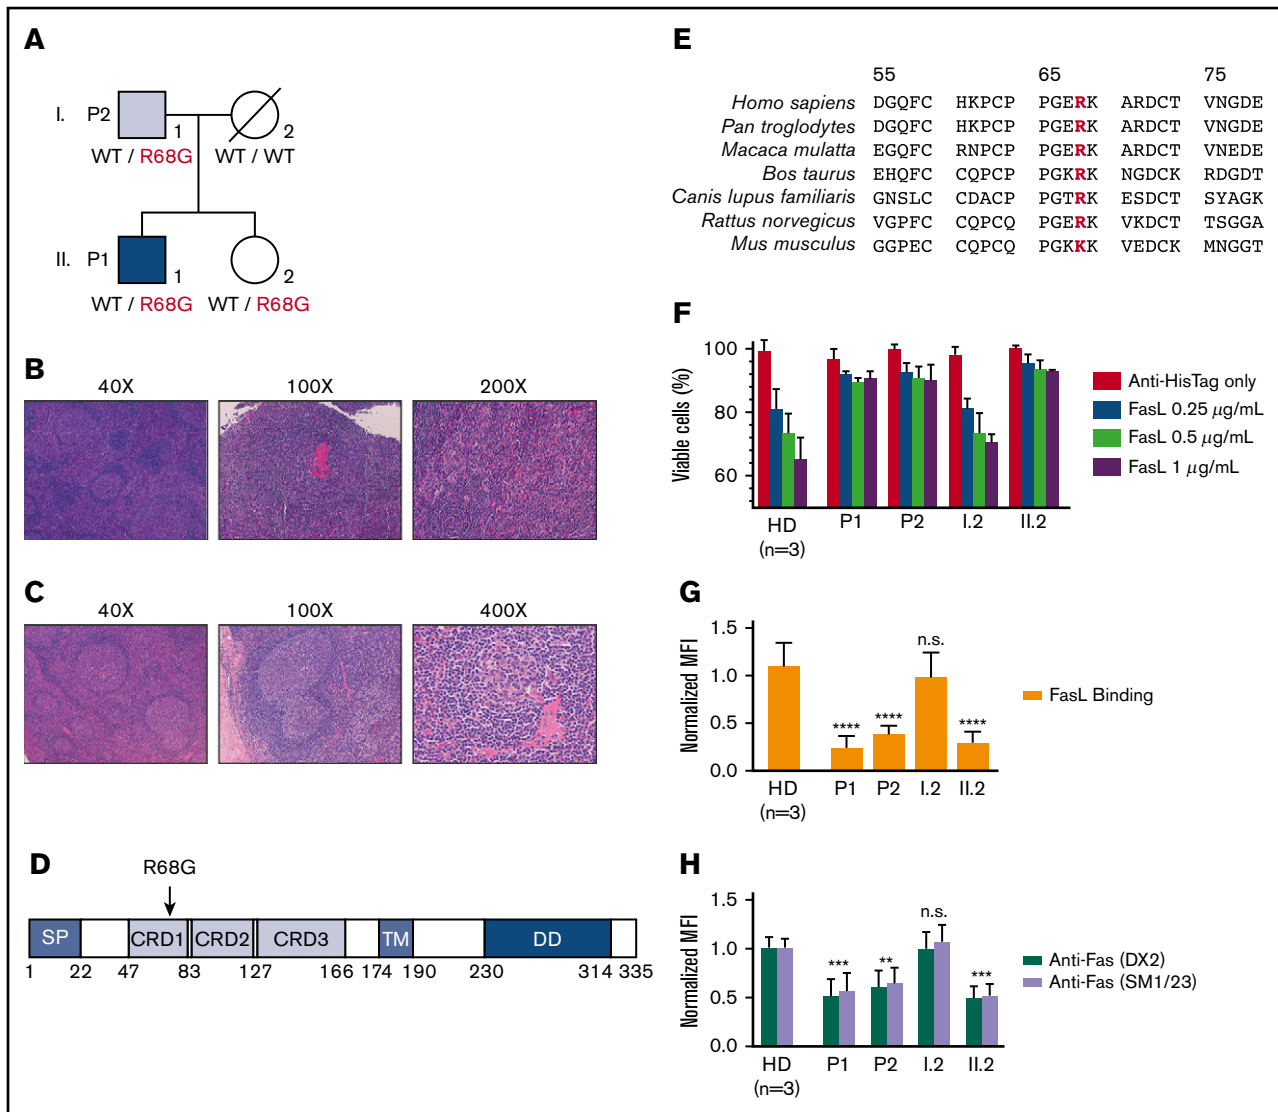 A
I. P2
1
2
WT / R68G
WT / WT
II. P1
1
2
WT / R68G
WT / R68G
B
40X 100X 200X
C
40X 100X 400X
D
R68G
SP CRD1 CRD2 CRD3 TM DD
1 22 47 83 127 166 174 190 230 314 335
E
55 65 75
Homo sapiens DGQFC HKPCP PGERK ARDCT VNGDE
Pan troglodytes DGQFC HKPCP PGERK ARDCT VNGDE
Macaca mulatta EGQFC RNPCP PGERK ARDCT VNEDE
Bos taurus EHQFC CQPCP PGKRK NGDCK RDGDT
Canis lupus familiaris GNSLC CDACP PGTRK ESDCT SYAGK
Rattus norvegicus VGPFC CQPCQ PGERK VKDCT TSGGA
Mus musculus GGPEC CQPCQ PGKKK VEDCK MNGGT
F
Viable cells (%)
100
80
60
HD P1 P2 I.2 II.2
(n=3)
Anti-HisTag only
FasL 0.25 μg/mL
FasL 0.5 μg/mL
FasL 1 μg/mL
G
Normalized MFI
1.5
1.0
0.5
0.0
**** **** n.s. ****
HD P1 P2 I.2 II.2
(n=3)
FasL Binding
H
Normalized MFI
1.5
1.0
0.5
0.0
*** ** n.s. ***
HD P1 P2 I.2 II.2
(n=3)
Anti-Fas (DX2)
Anti-Fas (SM1/23)